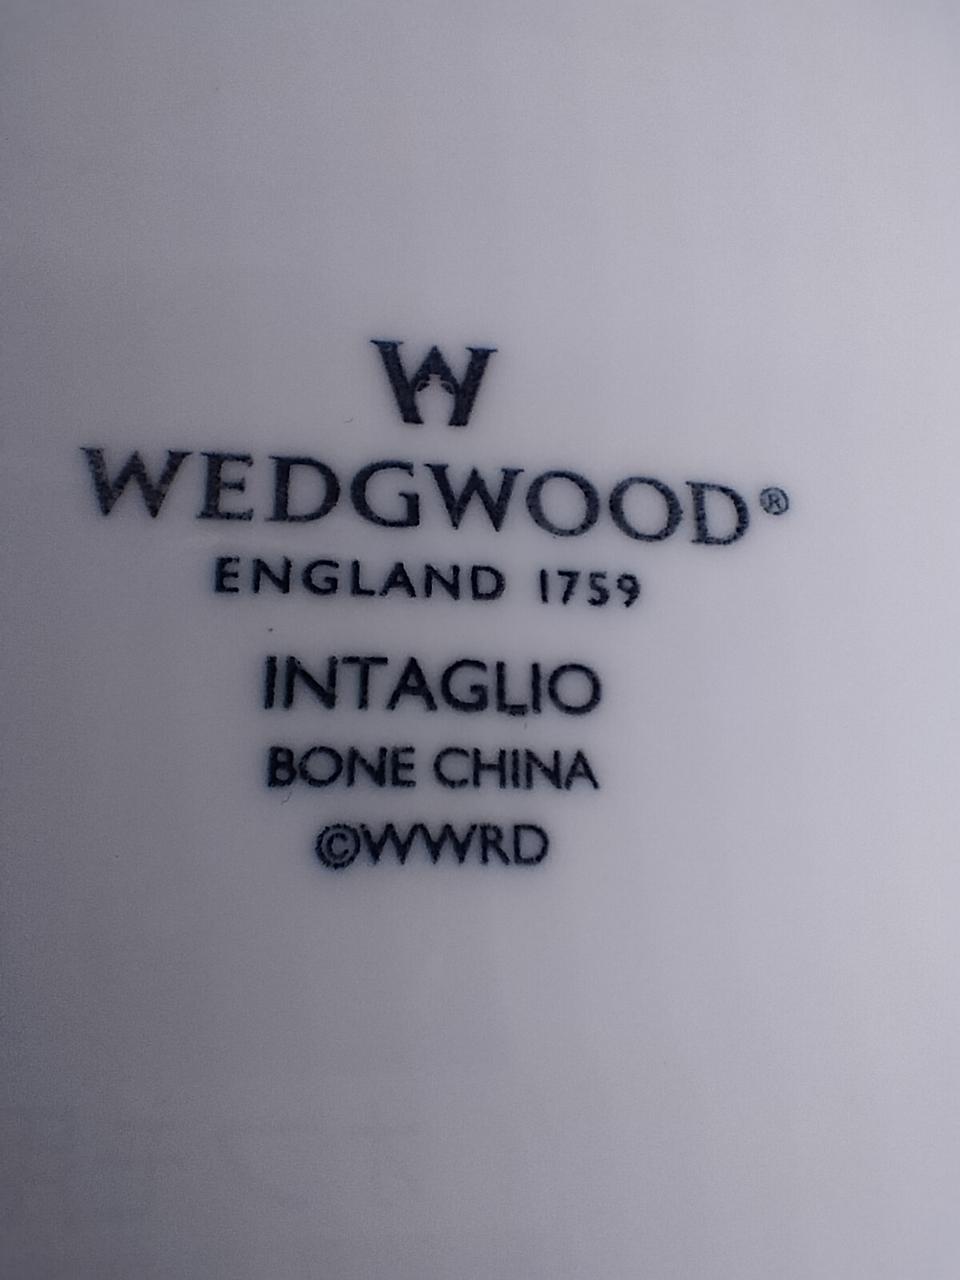 W
WEDGWOOD®
ENGLAND 1759
INTAGLIO
BONE CHINA
©WWRD